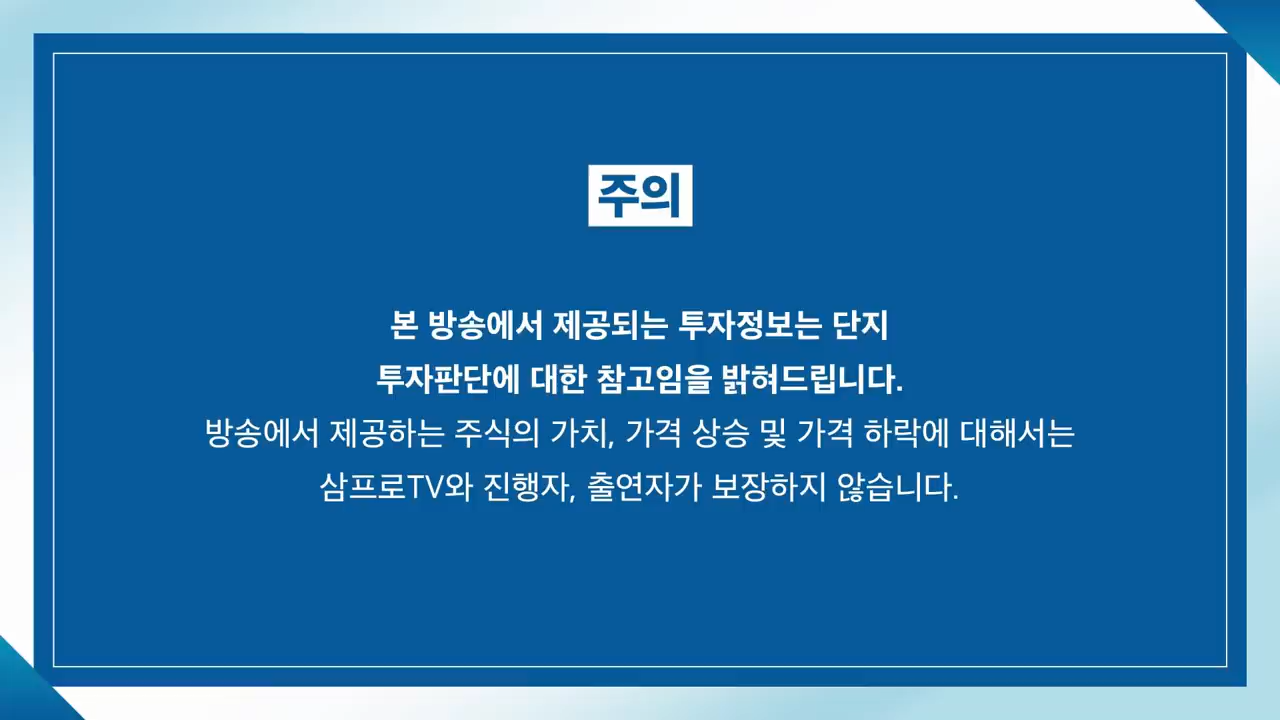 주의
본 방송에서 제공되는 투자정보는 단지
투자판단에 대한 참고임을 밝혀드립니다.
방송에서 제공하는 주식의 가치, 가격 상승 및 가격 하락에 대해서는
삼프로TV와 진행자, 출연자가 보장하지 않습니다.